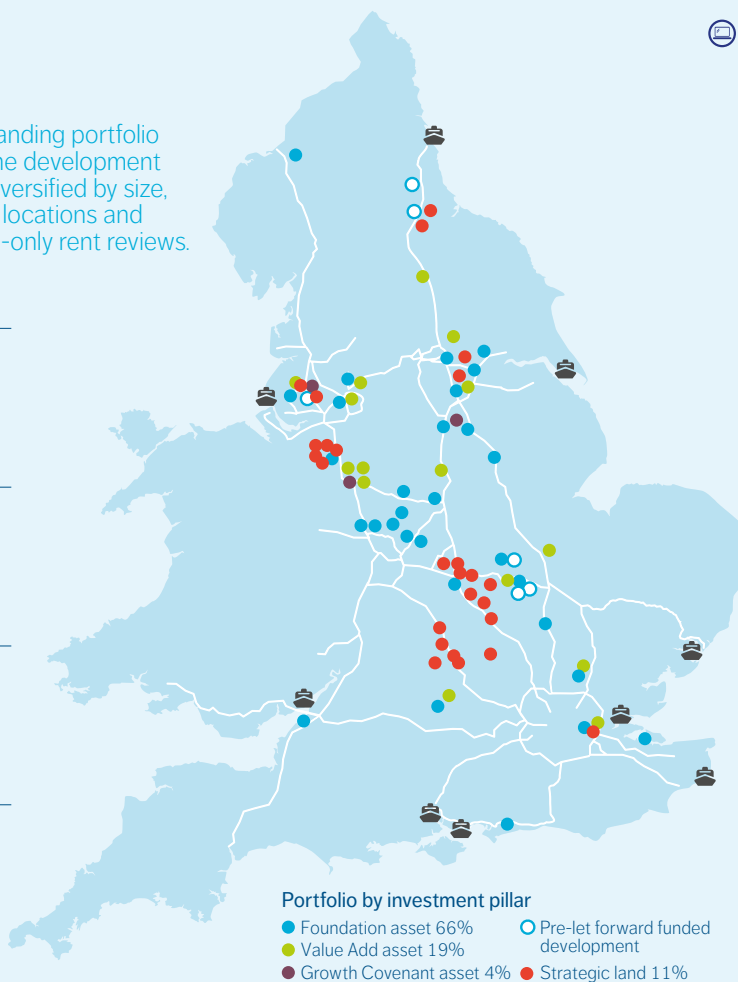 anding portfolio
ne development
versified by size,
locations and
-only rent reviews.
Portfolio by investment pillar
Foundation asset 66%
Value Add asset 19%
Growth Covenant asset 4%
Pre-let forward funded
development
Strategic land 11%